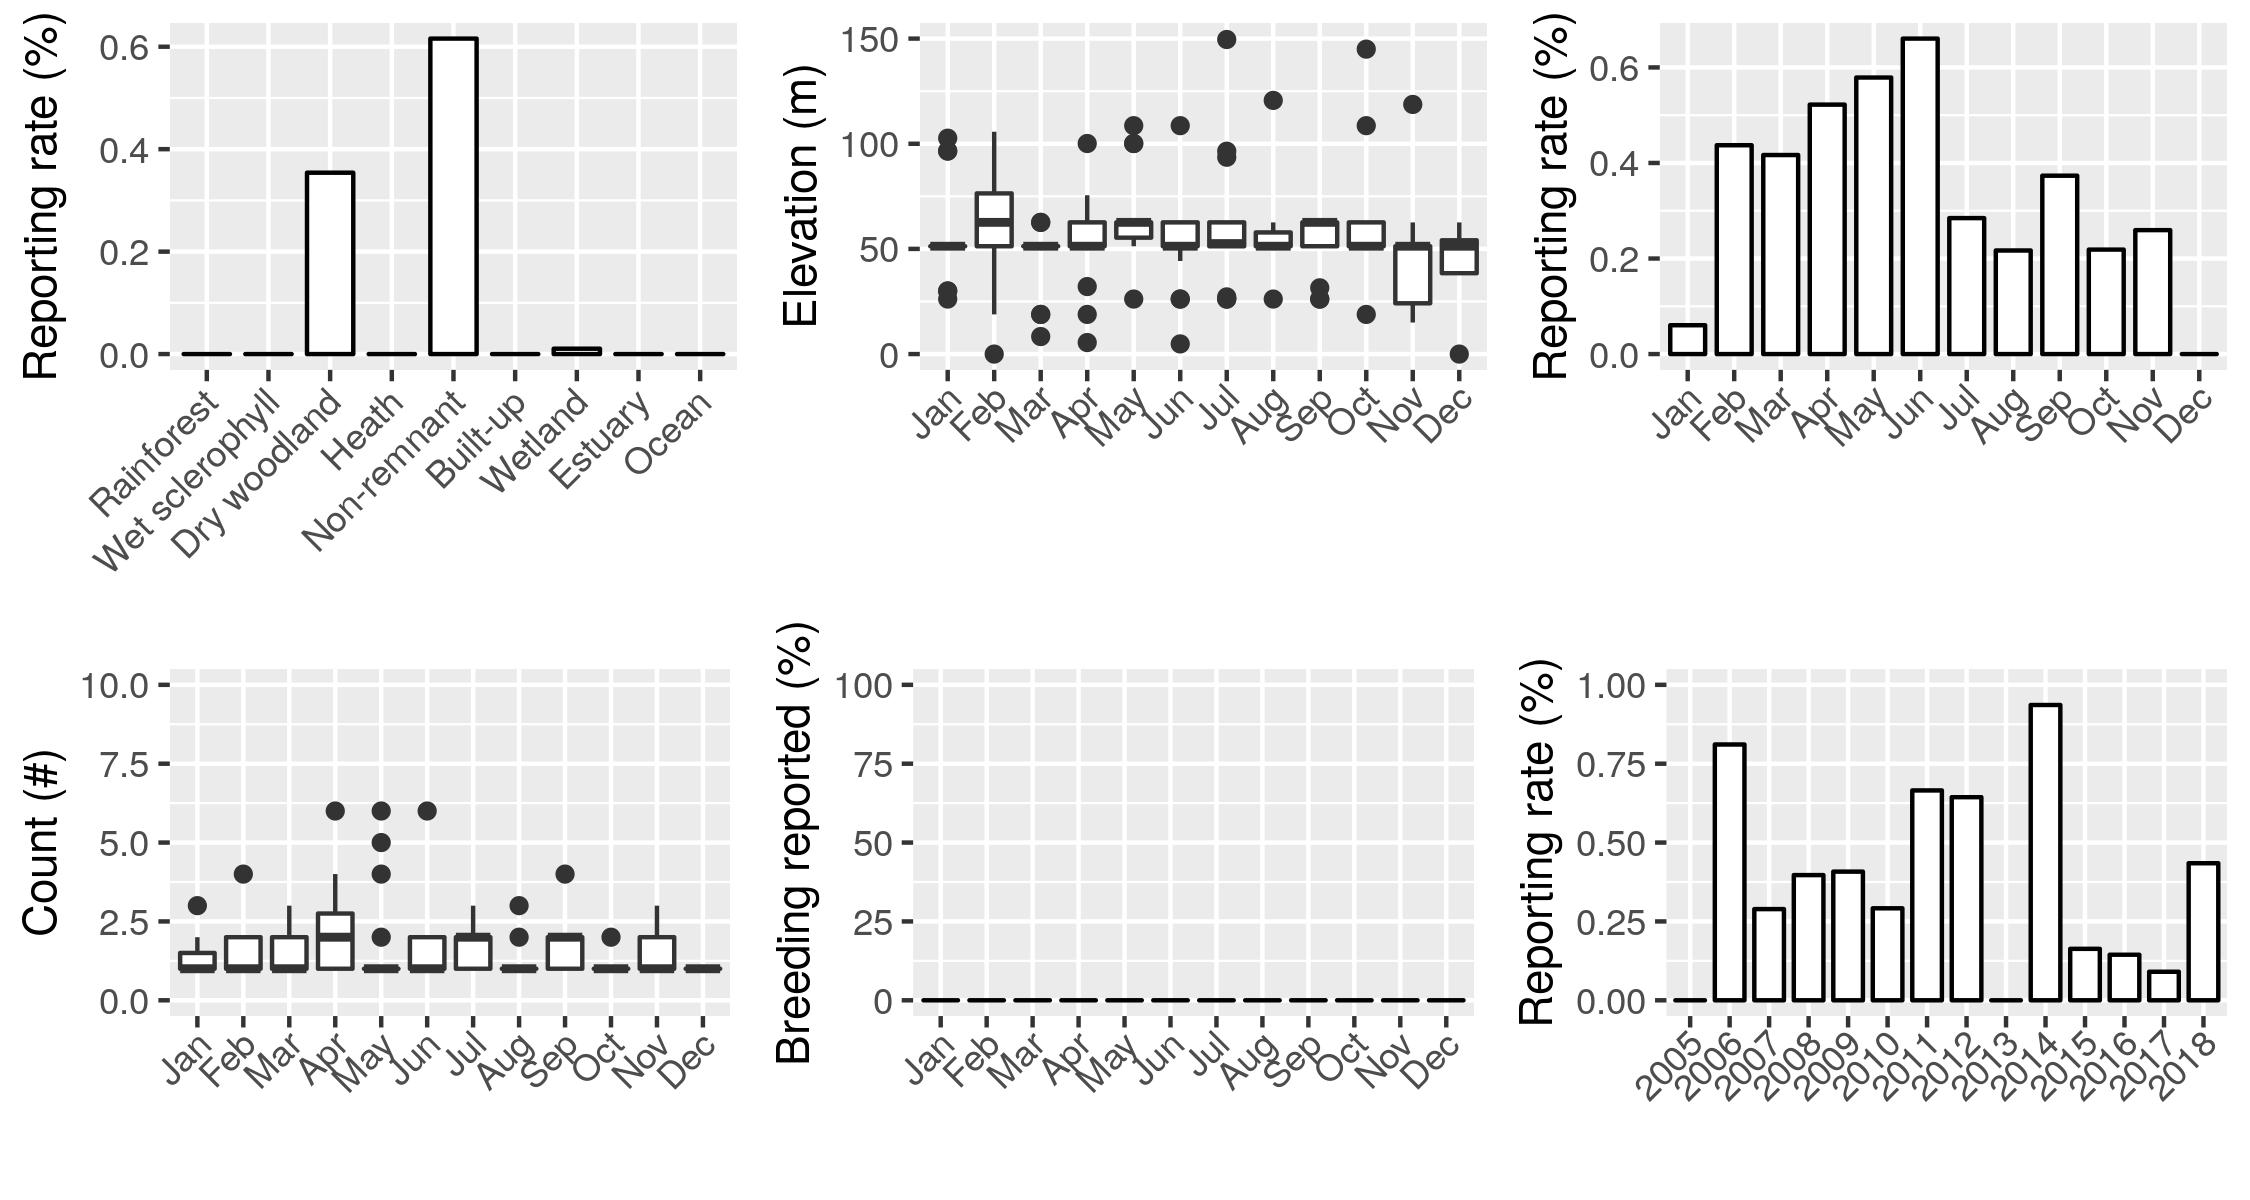 Reporting rate (%)
0.6
0.4
0.2
0.0
Rainforest
Wet sclerophyll
Dry woodland
Heath
Non-remnant
Built-up
Wetland
Estuary
Ocean
Elevation (m)
150
100
50
0
Jan
Feb
Mar
Apr
May
Jun
Jul
Aug
Sep
Oct
Nov
Dec
Reporting rate (%)
0.6
0.4
0.2
0.0
Jan
Feb
Mar
Apr
May
Jun
Jul
Aug
Sep
Oct
Nov
Dec
Count (#)
10.0
7.5
5.0
2.5
0.0
Jan
Feb
Mar
Apr
May
Jun
Jul
Aug
Sep
Oct
Nov
Dec
Breeding reported (%)
100
75
50
25
0
Jan
Feb
Mar
Apr
May
Jun
Jul
Aug
Sep
Oct
Nov
Dec
Reporting rate (%)
1.00
0.75
0.50
0.25
0.00
2005
2006
2007
2008
2009
2010
2011
2012
2013
2014
2015
2016
2017
2018